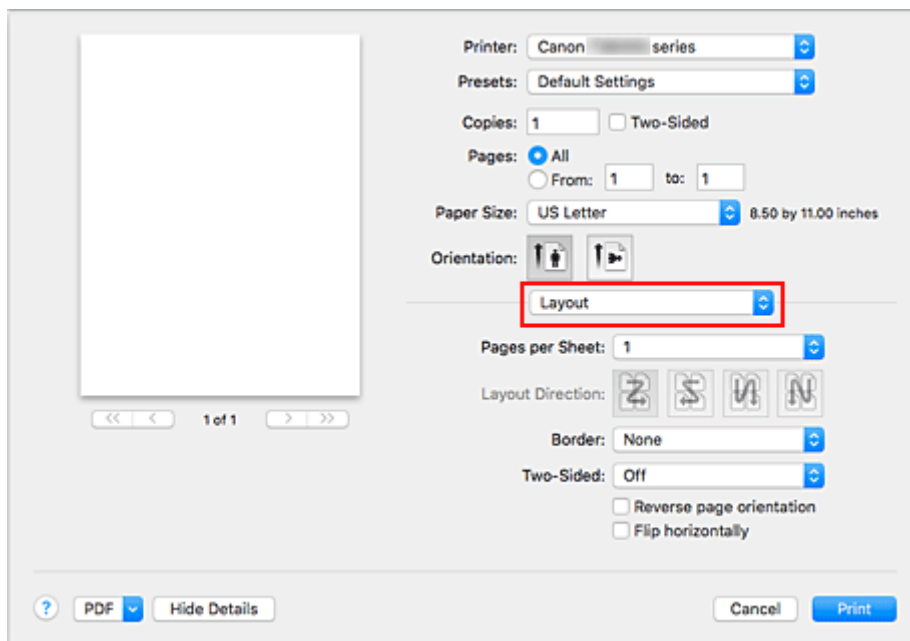 Printer: Canon series
Presets: Default Settings
Copies: 1 Two-Sided
Pages: All
From: 1 to: 1
Paper Size: US Letter 8.50 by 11.00 inches
Orientation:
Layout
Pages per Sheet: 1
Layout Direction:
Border: None
Two-Sided: Off
Reverse page orientation
Flip horizontally
1 of 1
? PDF Hide Details Cancel Print